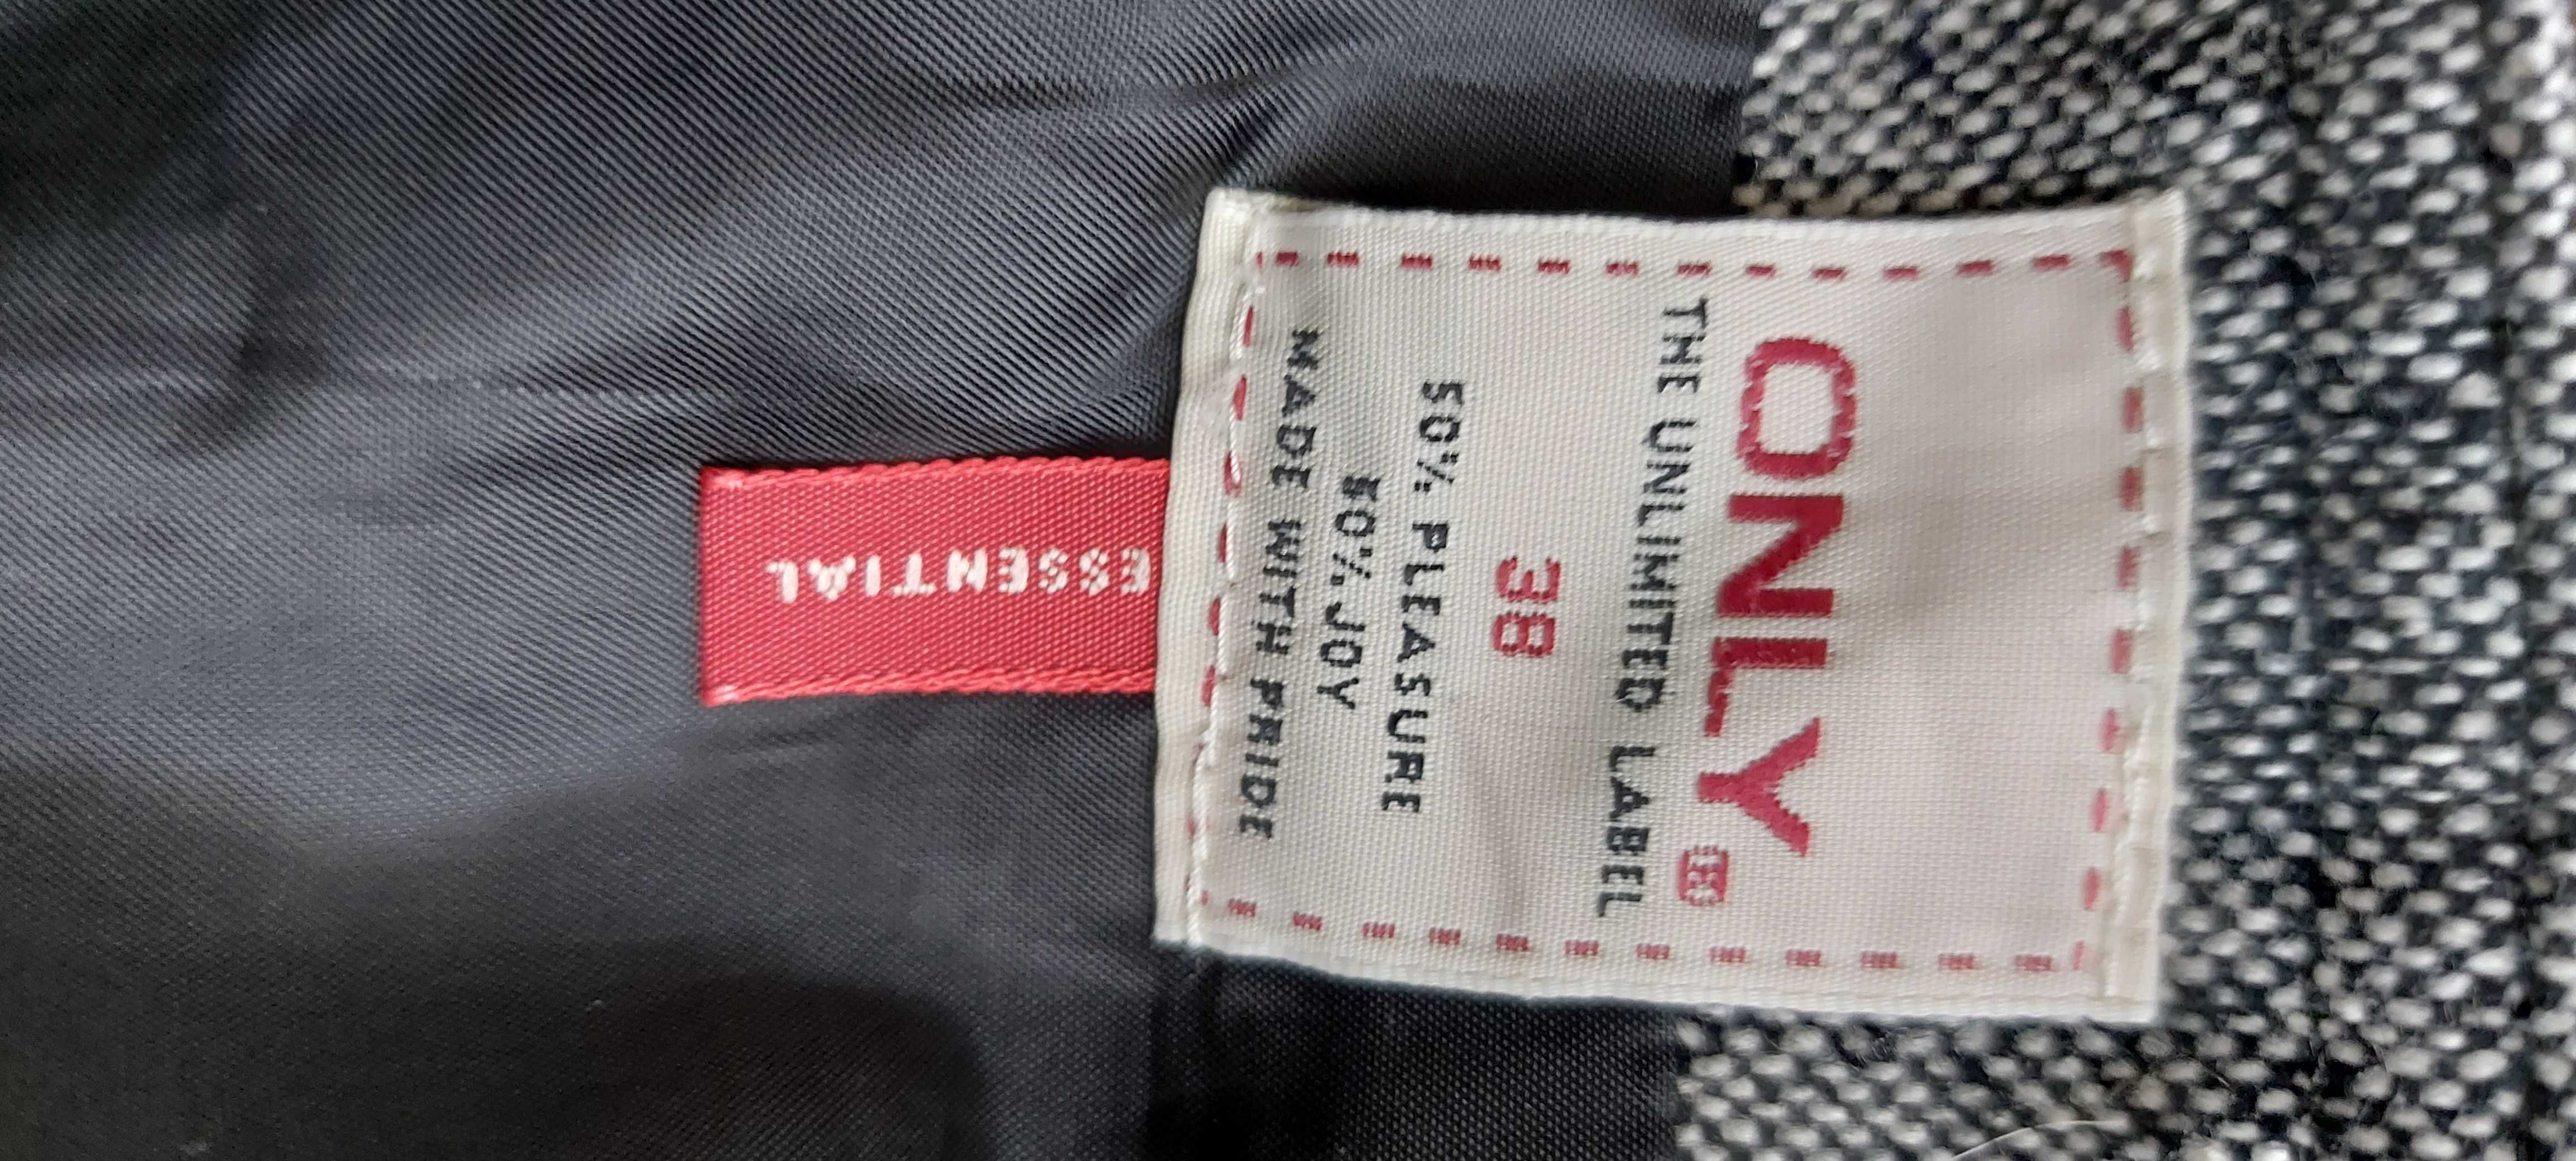 ONLY
THE UNLIMITED LABEL
38
50% PLEASURE
50% JOY
MADE WITH PRIDE
ESSENTIAL